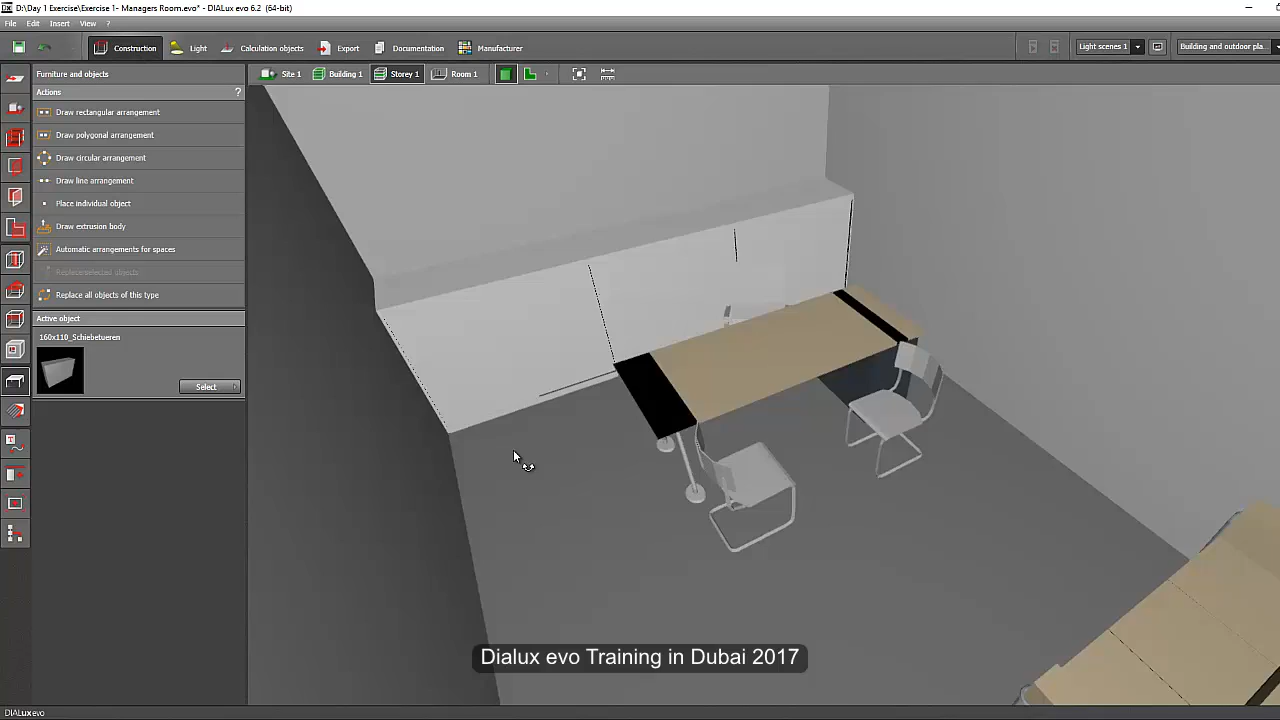 D:\Day 1 Exercise\Exercise 1- Managers Room.evo* - DIALux evo 6.2 (64-bit)
File Edit Insert View ?
Construction Light Calculation objects Export Documentation Manufacturer Light scenes 1 Building and outdoor pla...
Furniture and objects Site 1 Building 1 Storey 1 Room 1
Actions ?
Draw rectangular arrangement
Draw polygonal arrangement
Draw circular arrangement
Draw line arrangement
Place individual object
Draw extrusion body
Automatic arrangements for spaces
Replace selected objects
Replace all objects of this type
Active object
160x110_Schiebetueren
Select
Dialux evo Training in Dubai 2017
DIALux evo